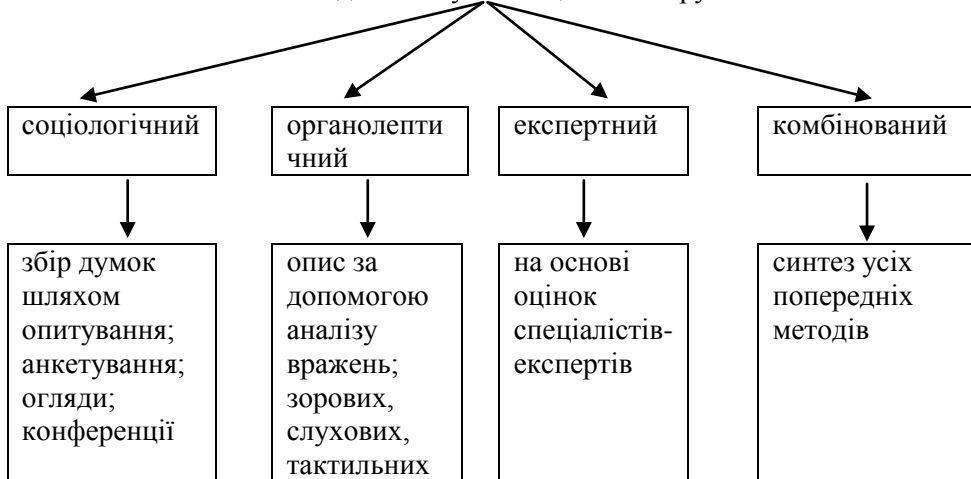 соціологічний
органолепти
чний
експертний
комбінований
збір думок
шляхом
опитування;
анкетування;
огляди;
конференції
опис за
допомогою
аналізу
вражень;
зорових,
слухових,
тактильних
на основі
оцінок
спеціалістів-
експертів
синтез усіх
попередніх
методів